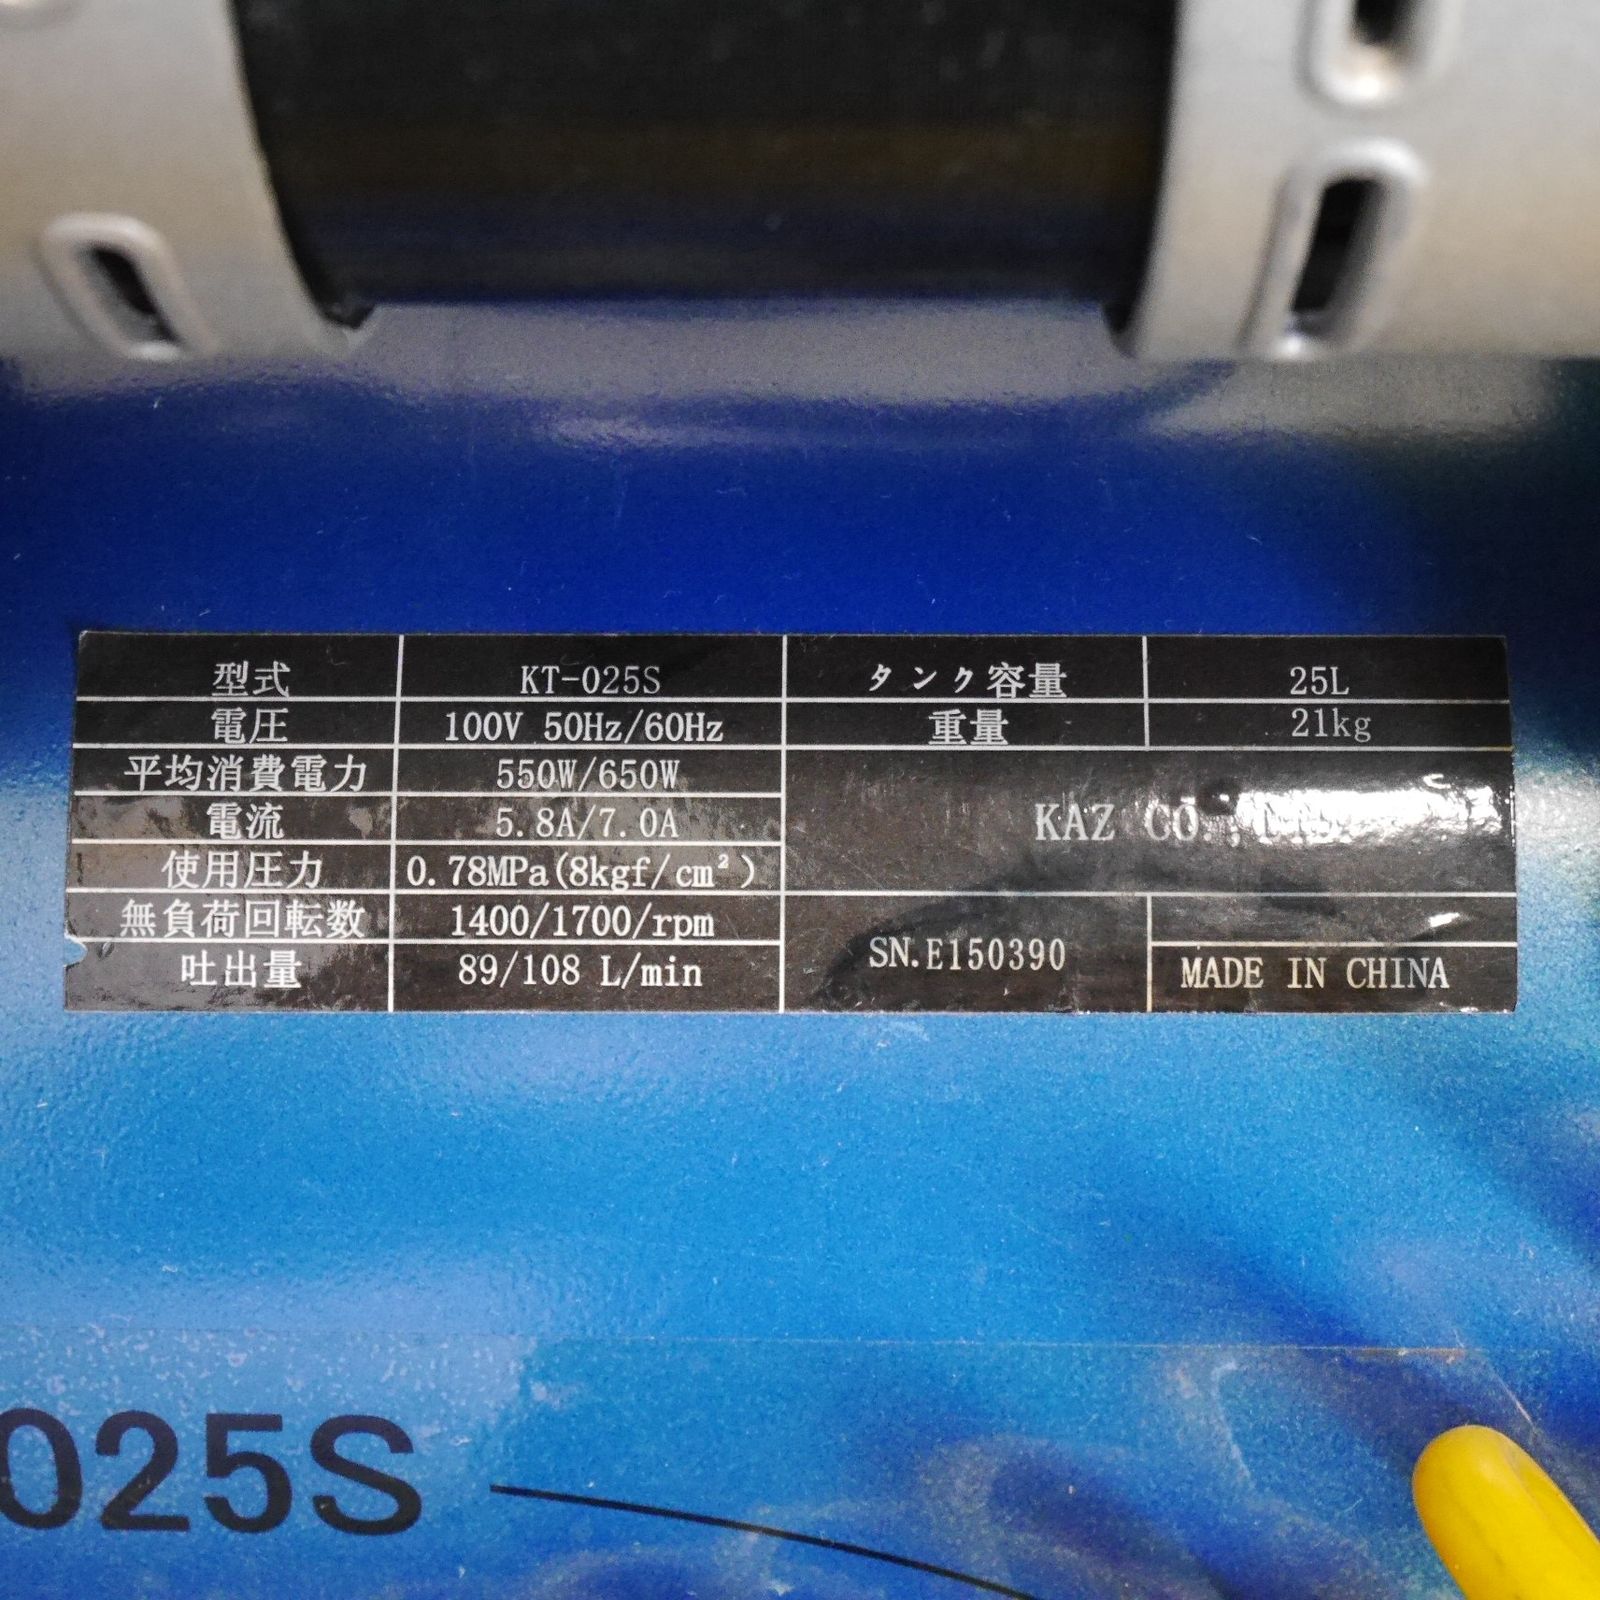 型式 KT-025S タンク容量 25L
電圧 100V 50Hz/60Hz 重量 21kg
平均消費電力 550W/650W
電流 5.8A/7.0A KAZ CO
使用圧力 0.78MPa(8kgf/cm²)
無負荷回転数 1400/1700/rpm
SN.E150390
吐出量 89/108 L/min MADE IN CHINA
025S